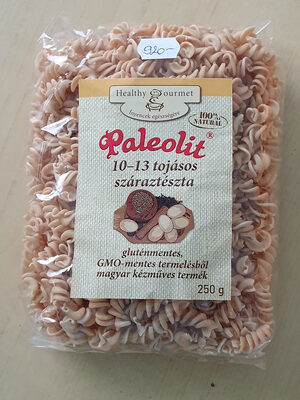 920.-
Healthy Gourmet
Ínyencek egészségére
100%
NATURAL
Paleolit®
10–13 tojásos
száraztészta
gluténmentes,
GMO-mentes termelésből
magyar kézműves termék
250 g